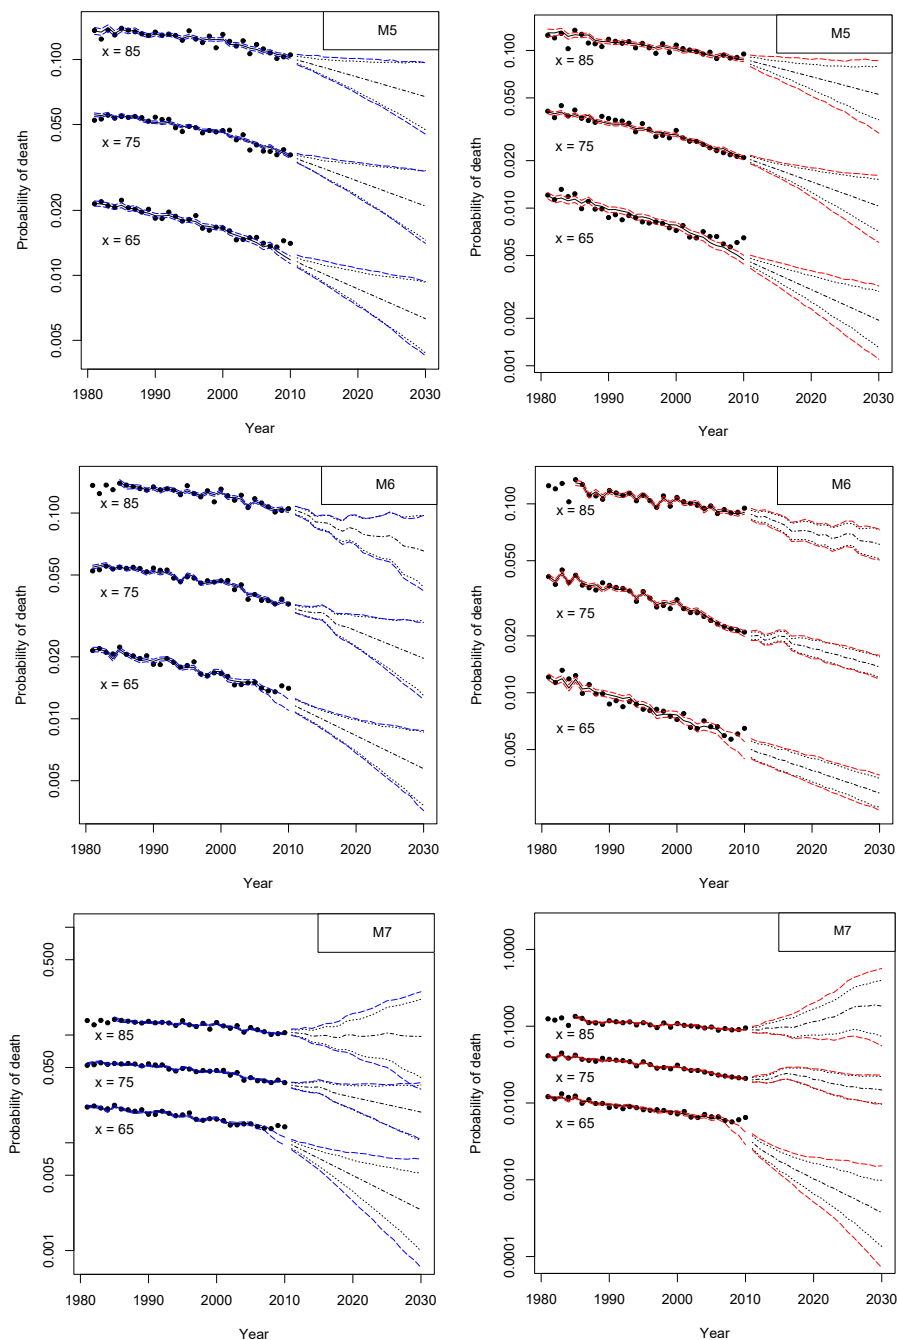 M5
x = 85
x = 75
x = 65
0.100
0.050
0.020
0.010
0.005
Probability of death
1980 1990 2000 2010 2020 2030
Year
M5
x = 85
x = 75
x = 65
0.100
0.050
0.020
0.010
0.005
0.002
0.001
Probability of death
1980 1990 2000 2010 2020 2030
Year
M6
x = 85
x = 75
x = 65
0.100
0.050
0.020
0.010
0.005
Probability of death
1980 1990 2000 2010 2020 2030
Year
M6
x = 85
x = 75
x = 65
0.100
0.050
0.020
0.010
0.005
Probability of death
1980 1990 2000 2010 2020 2030
Year
M7
x = 85
x = 75
x = 65
0.500
0.050
0.005
0.001
Probability of death
1980 1990 2000 2010 2020 2030
Year
M7
x = 85
x = 75
x = 65
1.0000
0.1000
0.0100
0.0010
0.0001
Probability of death
1980 1990 2000 2010 2020 2030
Year